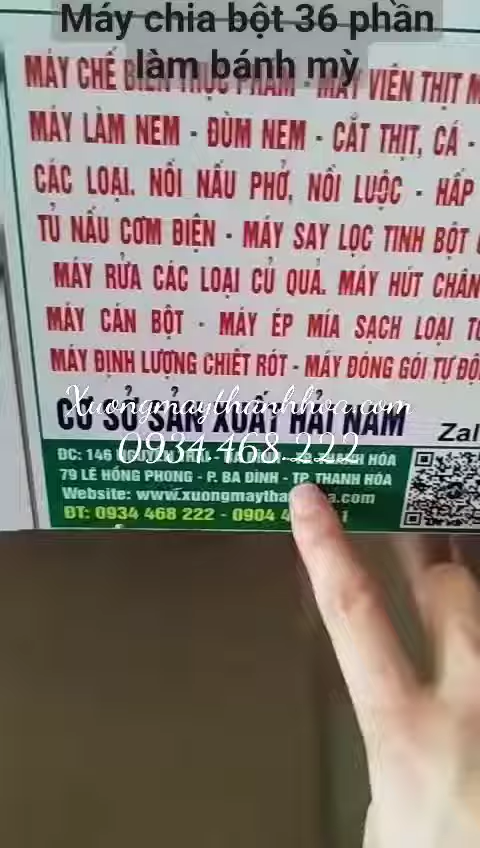 Máy chia bột 36 phần
làm bánh mỳ
MÁY CHẾ BIẾN THỰC PHẨM - MÁY VIÊN THỊT
MÁY LÀM NEM - ĐÙM NEM - CẮT THỊT, CÁ -
CÁC LOẠI. NỒI NẤU PHỞ, NỒI LUỘC - HẤP
TỦ NẤU CƠM ĐIỆN - MÁY SAY LỌC TINH BỘT
MÁY RỬA CÁC LOẠI CỦ QUẢ. MÁY HÚT CHÂN
MÁY CÁN BỘT - MÁY ÉP MÍA SẠCH LOẠI
MÁY ĐỊNH LƯỢNG CHIẾT RÓT - MÁY ĐÓNG GÓI TỰ
Xuongmaythanhhoa.com
CƠ SỞ SẢN XUẤT HẢI NAM
Zal
0934.468.222
ĐC: 146 - TP. THANH HÓA
79 LÊ HỒNG PHONG - P. BA ĐÌNH - TP. THANH HÓA
Website: www.xuongmaytha
ĐT: 0934 468 222 - 0904